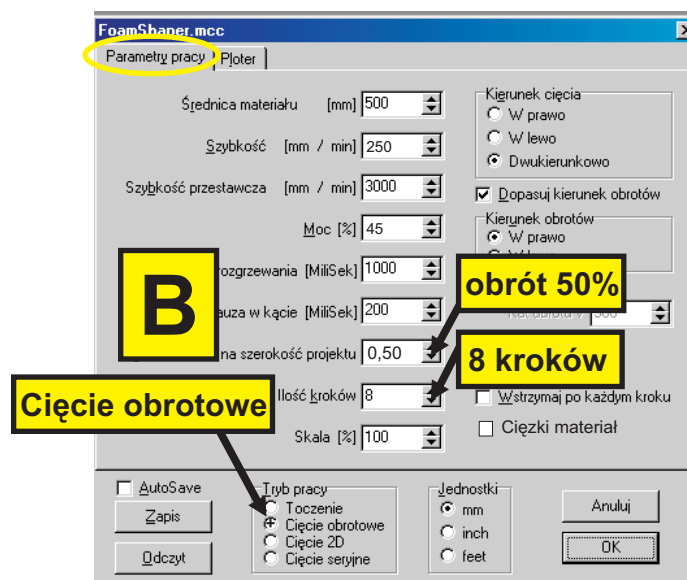 FoamShaper.mcc
Parametry pracy Ploter
Średnica materiału [mm] 500
Szybkość [mm / min] 250
Szybkość przestawcza [mm / min] 3000
Moc [%] 45
rozgrzewania [MiliSek] 1000
auza w kącie [MiliSek] 200
na szerokość projektu 0,50
Ilość kroków 8
Skala [%] 100
Kierunek cięcia
W prawo
W lewo
Dwukierunkowo
Dopasuj kierunek obrotów
Kierunek obrotów
W prawo
B
obrót 50%
8 kroków
Cięcie obrotowe
Wstrzymaj po każdym kroku
Ciężki materiał
AutoSave
Zapis
Odczyt
Tryb pracy
Toczenie
Cięcie obrotowe
Cięcie 2D
Cięcie seryjne
Jednostki
mm
inch
feet
Anuluj
OK